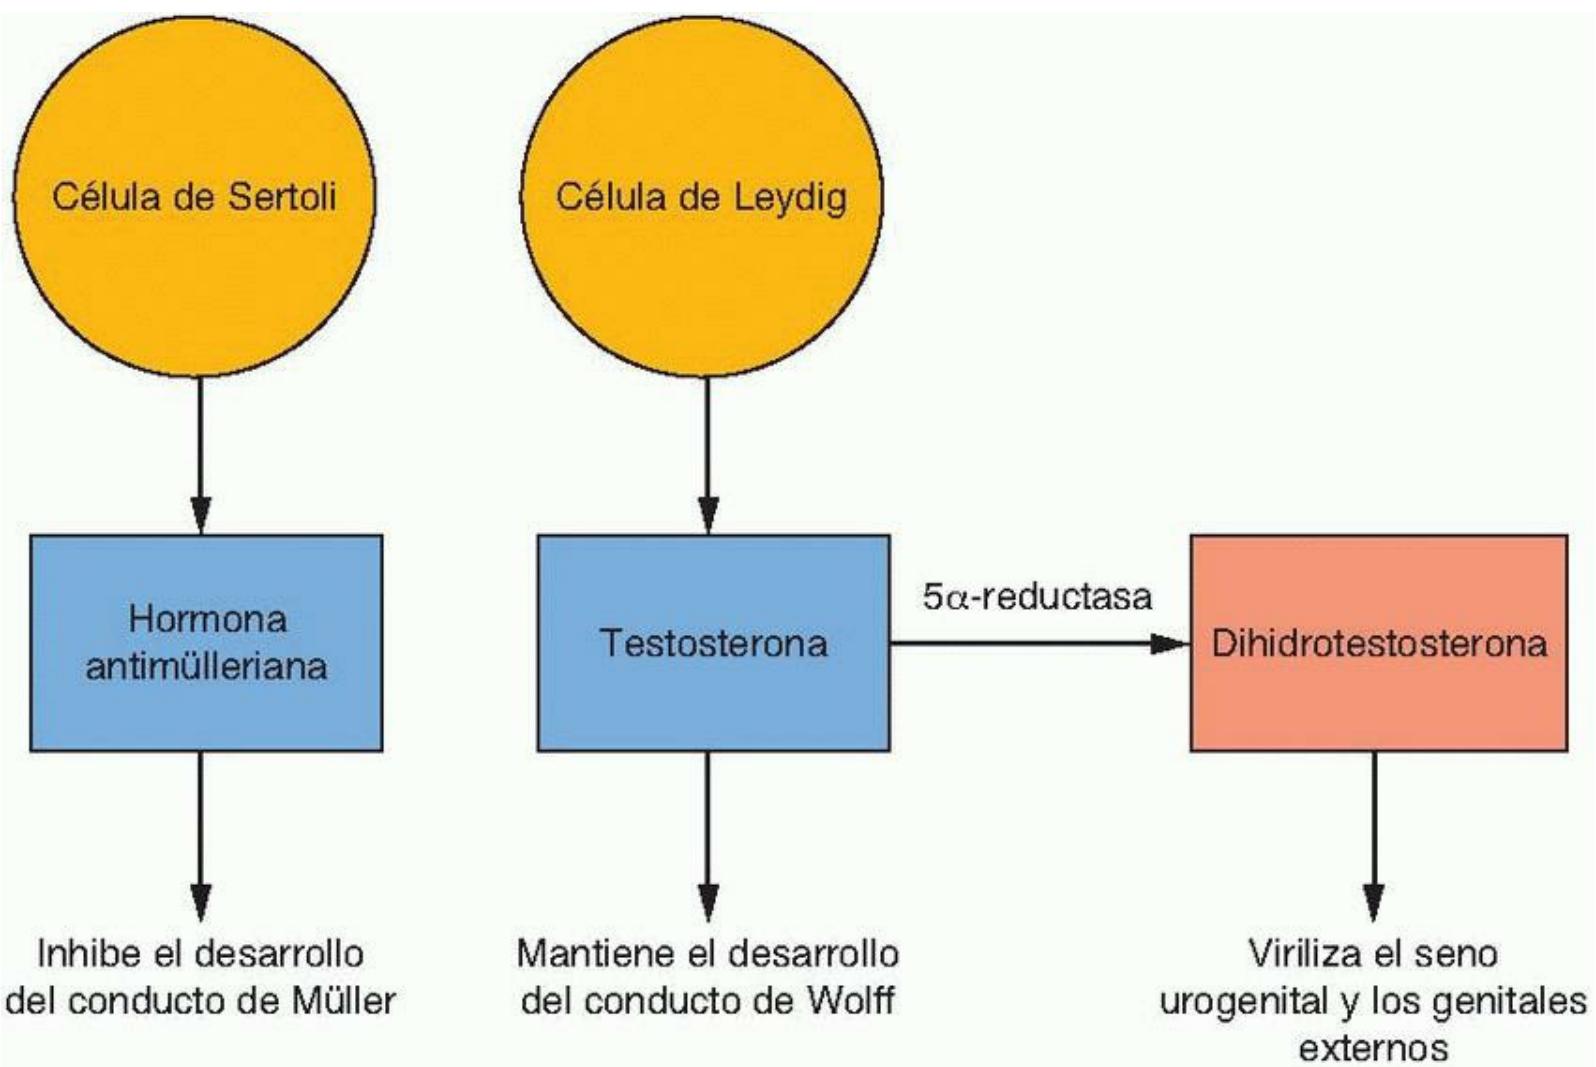 Célula de Sertoli
Célula de Leydig
Hormona
antimülleriana
Testosterona
5α-reductasa
Dihidrotestosterona
Inhibe el desarrollo
del conducto de Müller
Mantiene el desarrollo
del conducto de Wolff
Viriliza el seno
urogenital y los genitales
externos